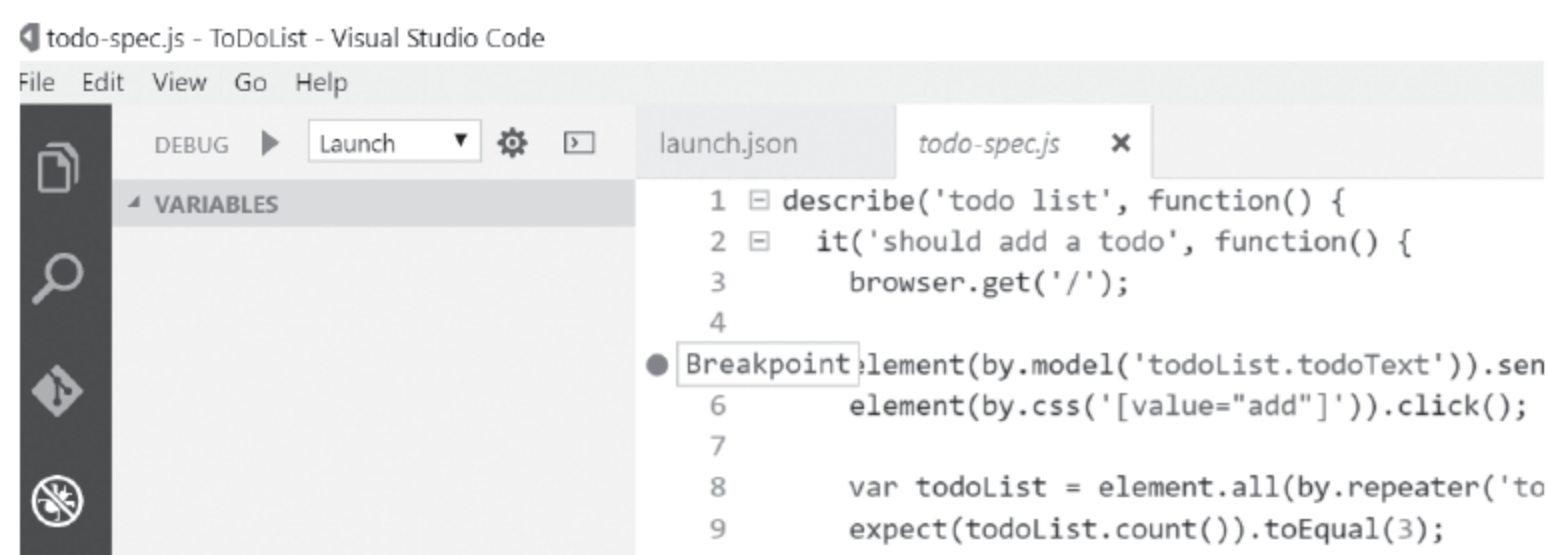 todo-spec.js - ToDoList - Visual Studio Code
File Edit View Go Help
DEBUG Launch
VARIABLES
launch.json todo-spec.js
1 describe('todo list', function() {
2 it('should add a todo', function() {
3 browser.get('/');
4
Breakpoint element(by.model('todoList.todoText')).sen
6 element(by.css('[value="add"]')).click();
7
8 var todoList = element.all(by.repeater('to
9 expect(todoList.count()).toEqual(3);